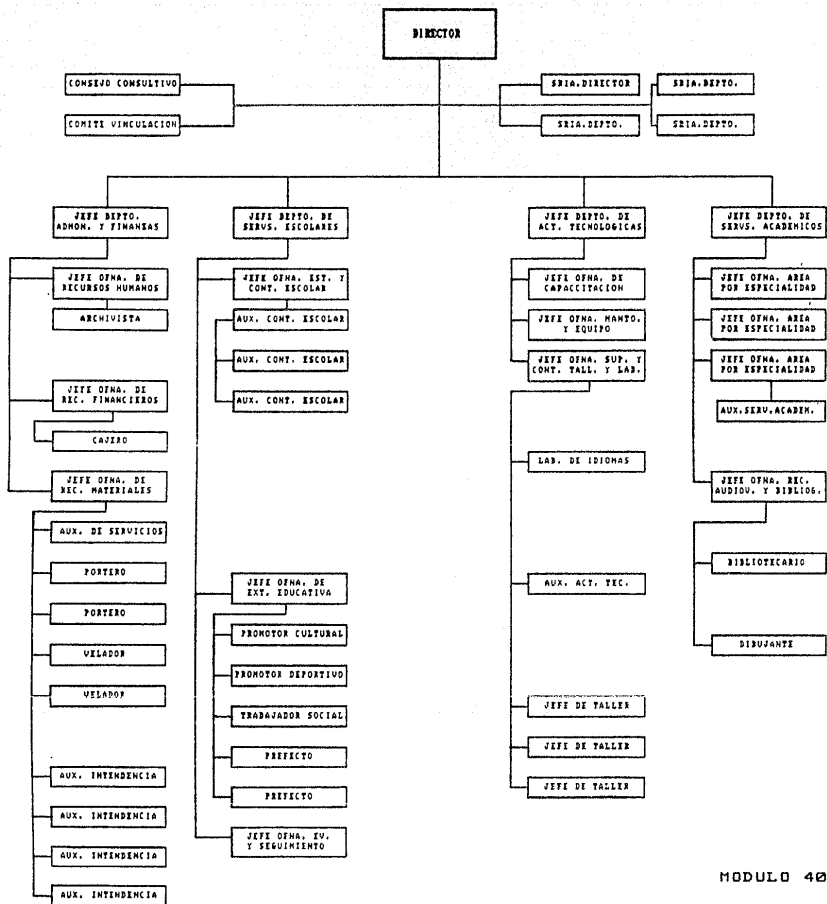 DIRECTOR
CONSEJO CONSULTIVO
COMITE VINCULACION
SRIA.DIRECTOR
SRIA.DEPTO.
SRIA.DEPTO.
SRIA.DEPTO.
JEFE DEPTO.
ADMON. Y FINANZAS
JEFE OFNA. DE
RECURSOS HUMANOS
ARCHIVISTA
JEFE OFNA. DE
REC. FINANCIEROS
CAJERO
JEFE OFNA. DE
REC. MATERIALES
AUX. DE SERVICIOS
PORTERO
PORTERO
VELADOR
VELADOR
AUX. INTENDENCIA
AUX. INTENDENCIA
AUX. INTENDENCIA
AUX. INTENDENCIA
JEFE DEPTO. DE
SERVS. ESCOLARES
JEFE OFNA. EST. Y
CONT. ESCOLAR
AUX. CONT. ESCOLAR
AUX. CONT. ESCOLAR
AUX. CONT. ESCOLAR
JEFE OFNA. DE
EXT. EDUCATIVA
PROMOTOR CULTURAL
PROMOTOR DEPORTIVO
TRABAJADOR SOCIAL
PREFECTO
PREFECTO
JEFE OFNA. EV.
Y SEGUIMIENTO
JEFE DEPTO. DE
ACT. TECNOLOGICAS
JEFE OFNA. DE
CAPACCITACION
JEFE OFNA. MANTO.
Y EQUIPO
JEFE OFNA. SUP. Y
CONT. TALL. Y LAB.
LAB. DE IDIOMAS
AUX. ACT. TEC.
JEFE DE TALLER
JEFE DE TALLER
JEFE DE TALLER
JEFE DEPTO. DE
SERVS. ACADEMICOS
JEFE OFNA. AREA
POR ESPECIALIDAD
JEFE OFNA. AREA
POR ESPECIALIDAD
JEFE OFNA. AREA
POR ESPECIALIDAD
AUX.SERV.ACADEM.
JEFE OFNA. REC.
AUDIOV. Y BIBLIOG.
BIBLIOTECARIO
DIBUJANTE
MODULO 40